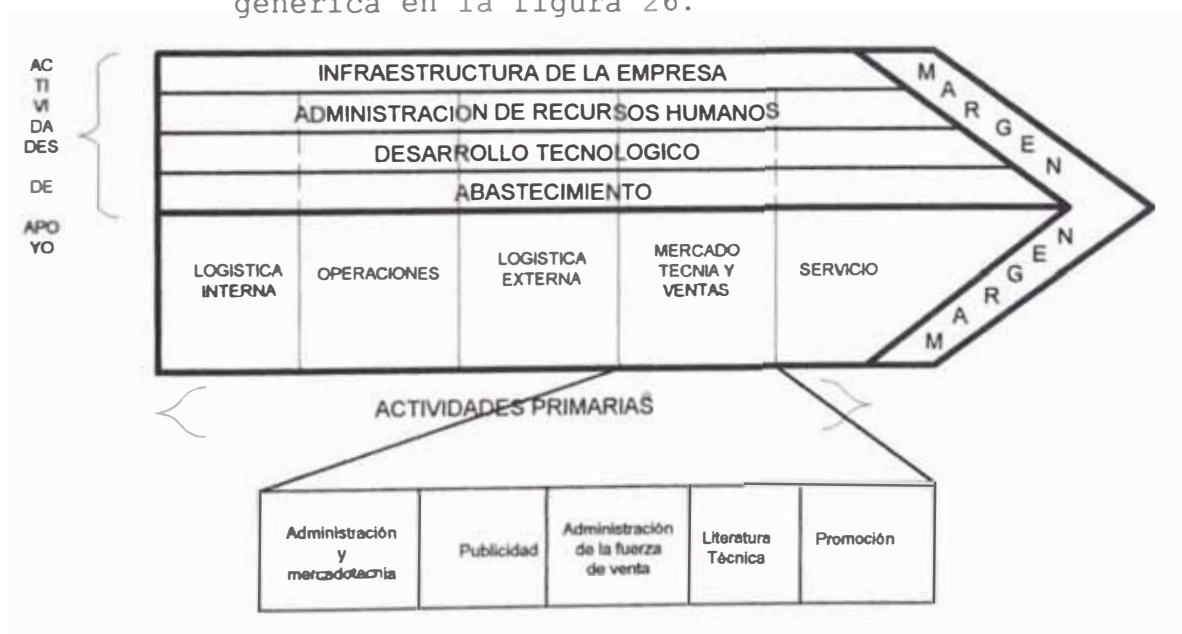 genérica en la figura 26.
AC
TI
VI
DA
DES
DE
APO
YO
INFRAESTRUCTURA DE LA EMPRESA
ADMINISTRACION DE RECURSOS HUMANOS
DESARROLLO TECNOLOGICO
ABASTECIMIENTO
MARGEN
LOGISTICA
INTERNA
OPERACIONES
LOGISTICA
EXTERNA
MERCADO
TECNIA Y
VENTAS
SERVICIO
MARGEN
ACTIVIDADES PRIMARIAS
Administración
y
mercadotecnia
Publicidad
Administración
de la fuerza
de venta
Literatura
Técnica
Promoción